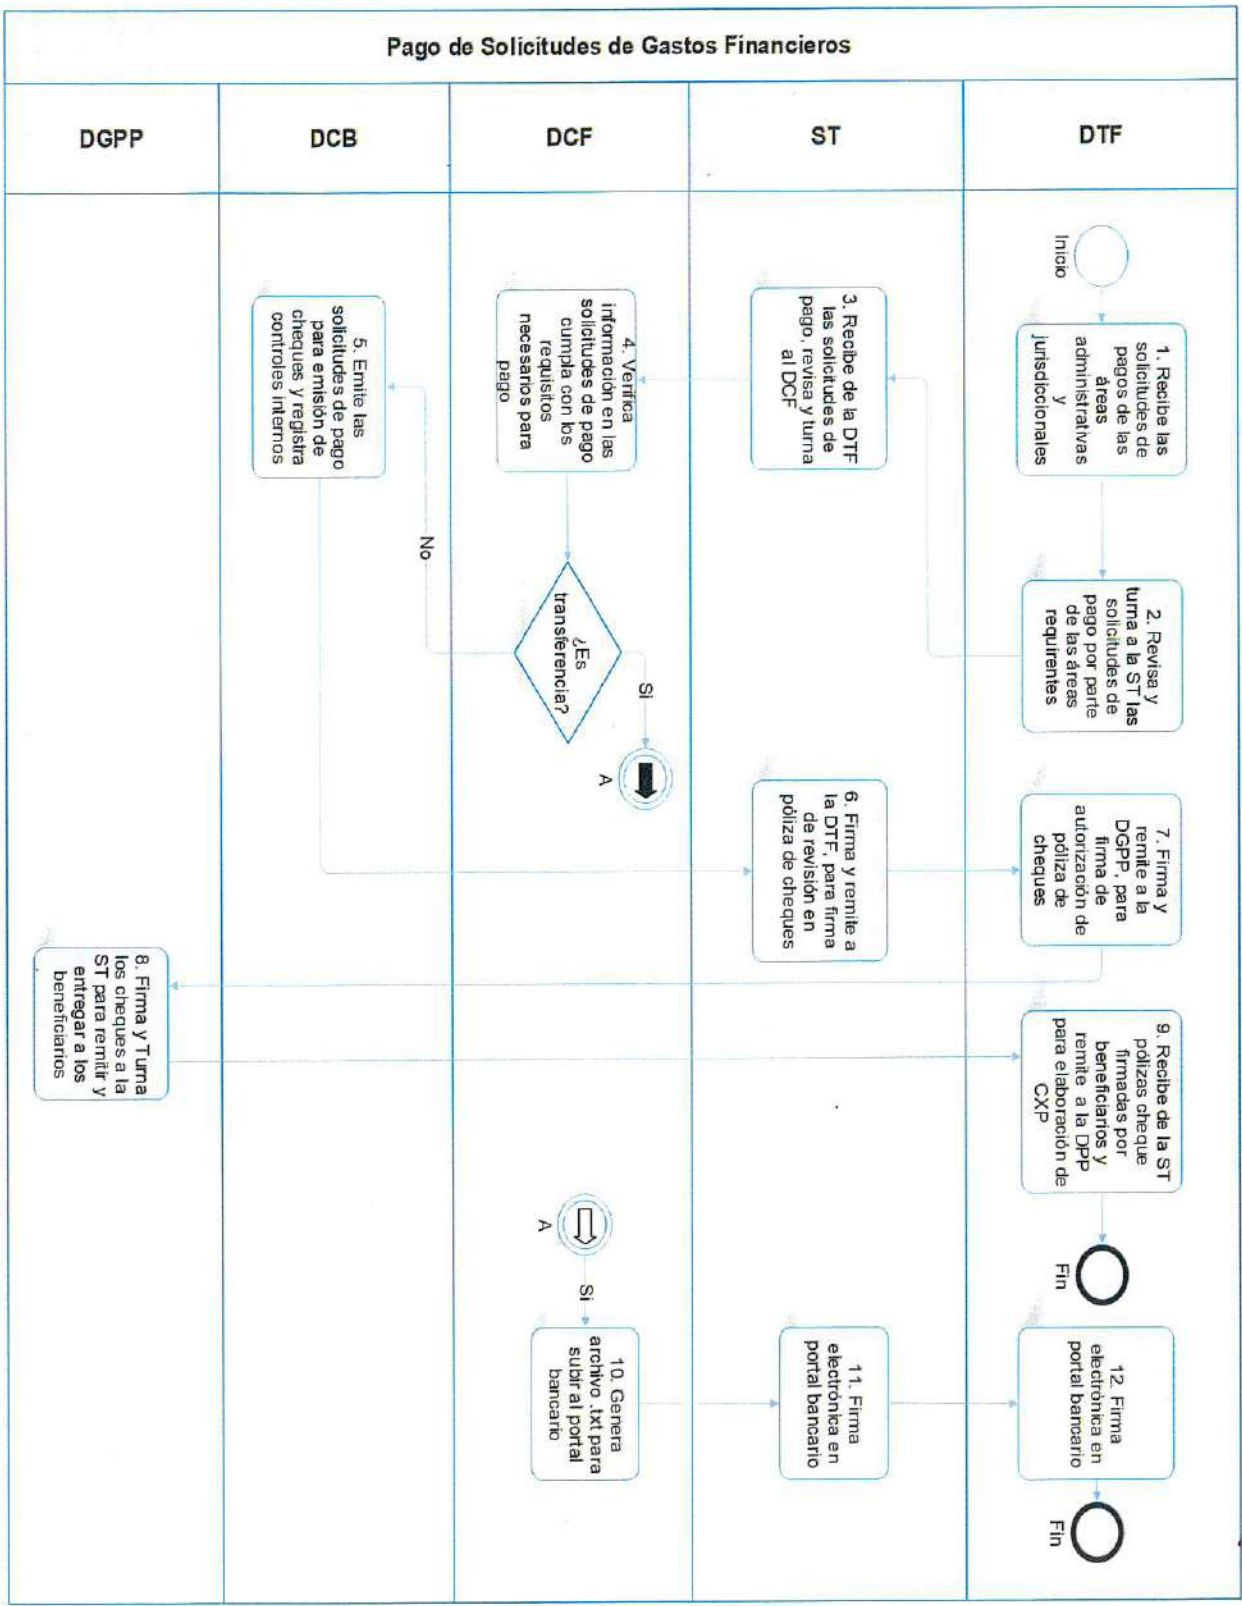 Pago de Solicitudes de Gastos Financieros
DGPP
DCB
DCF
ST
DTF
Inicio
1. Recibe las
solicitudes de
pagos de las
áreas
administrativas
y
jurisdiccionales
2. Revisa y
turna a la ST las
solicitudes de
pago por parte
de las áreas
requirentes
3. Recibe de la DTF
las solicitudes de
pago, revisa y turna
al DCF
4. Verifica
información en las
solicitudes de pago
cumpla con los
requisitos
necesarios para
pago
¿Es
transferencia?
No
Si
A
5. Emite las
solicitudes de pago
para emisión de
cheques y registra
controles internos
6. Firma y remite a
la DTF, para firma
de revisión en
póliza de cheques
7. Firma y
remite a la
DGPP, para
firma de
autorización de
póliza de
cheques
8. Firma y Turna
los cheques a la
ST para remitir y
entregar a los
beneficiarios
9. Recibe de la ST
pólizas cheque
firmadas por
beneficiarios y
remite a la DPP
para elaboración de
CXP
Fin
A
Si
10. Genera
archivo .txt para
subir al portal
bancario
11. Firma
electrónica en
portal bancario
12. Firma
electrónica en
portal bancario
Fin